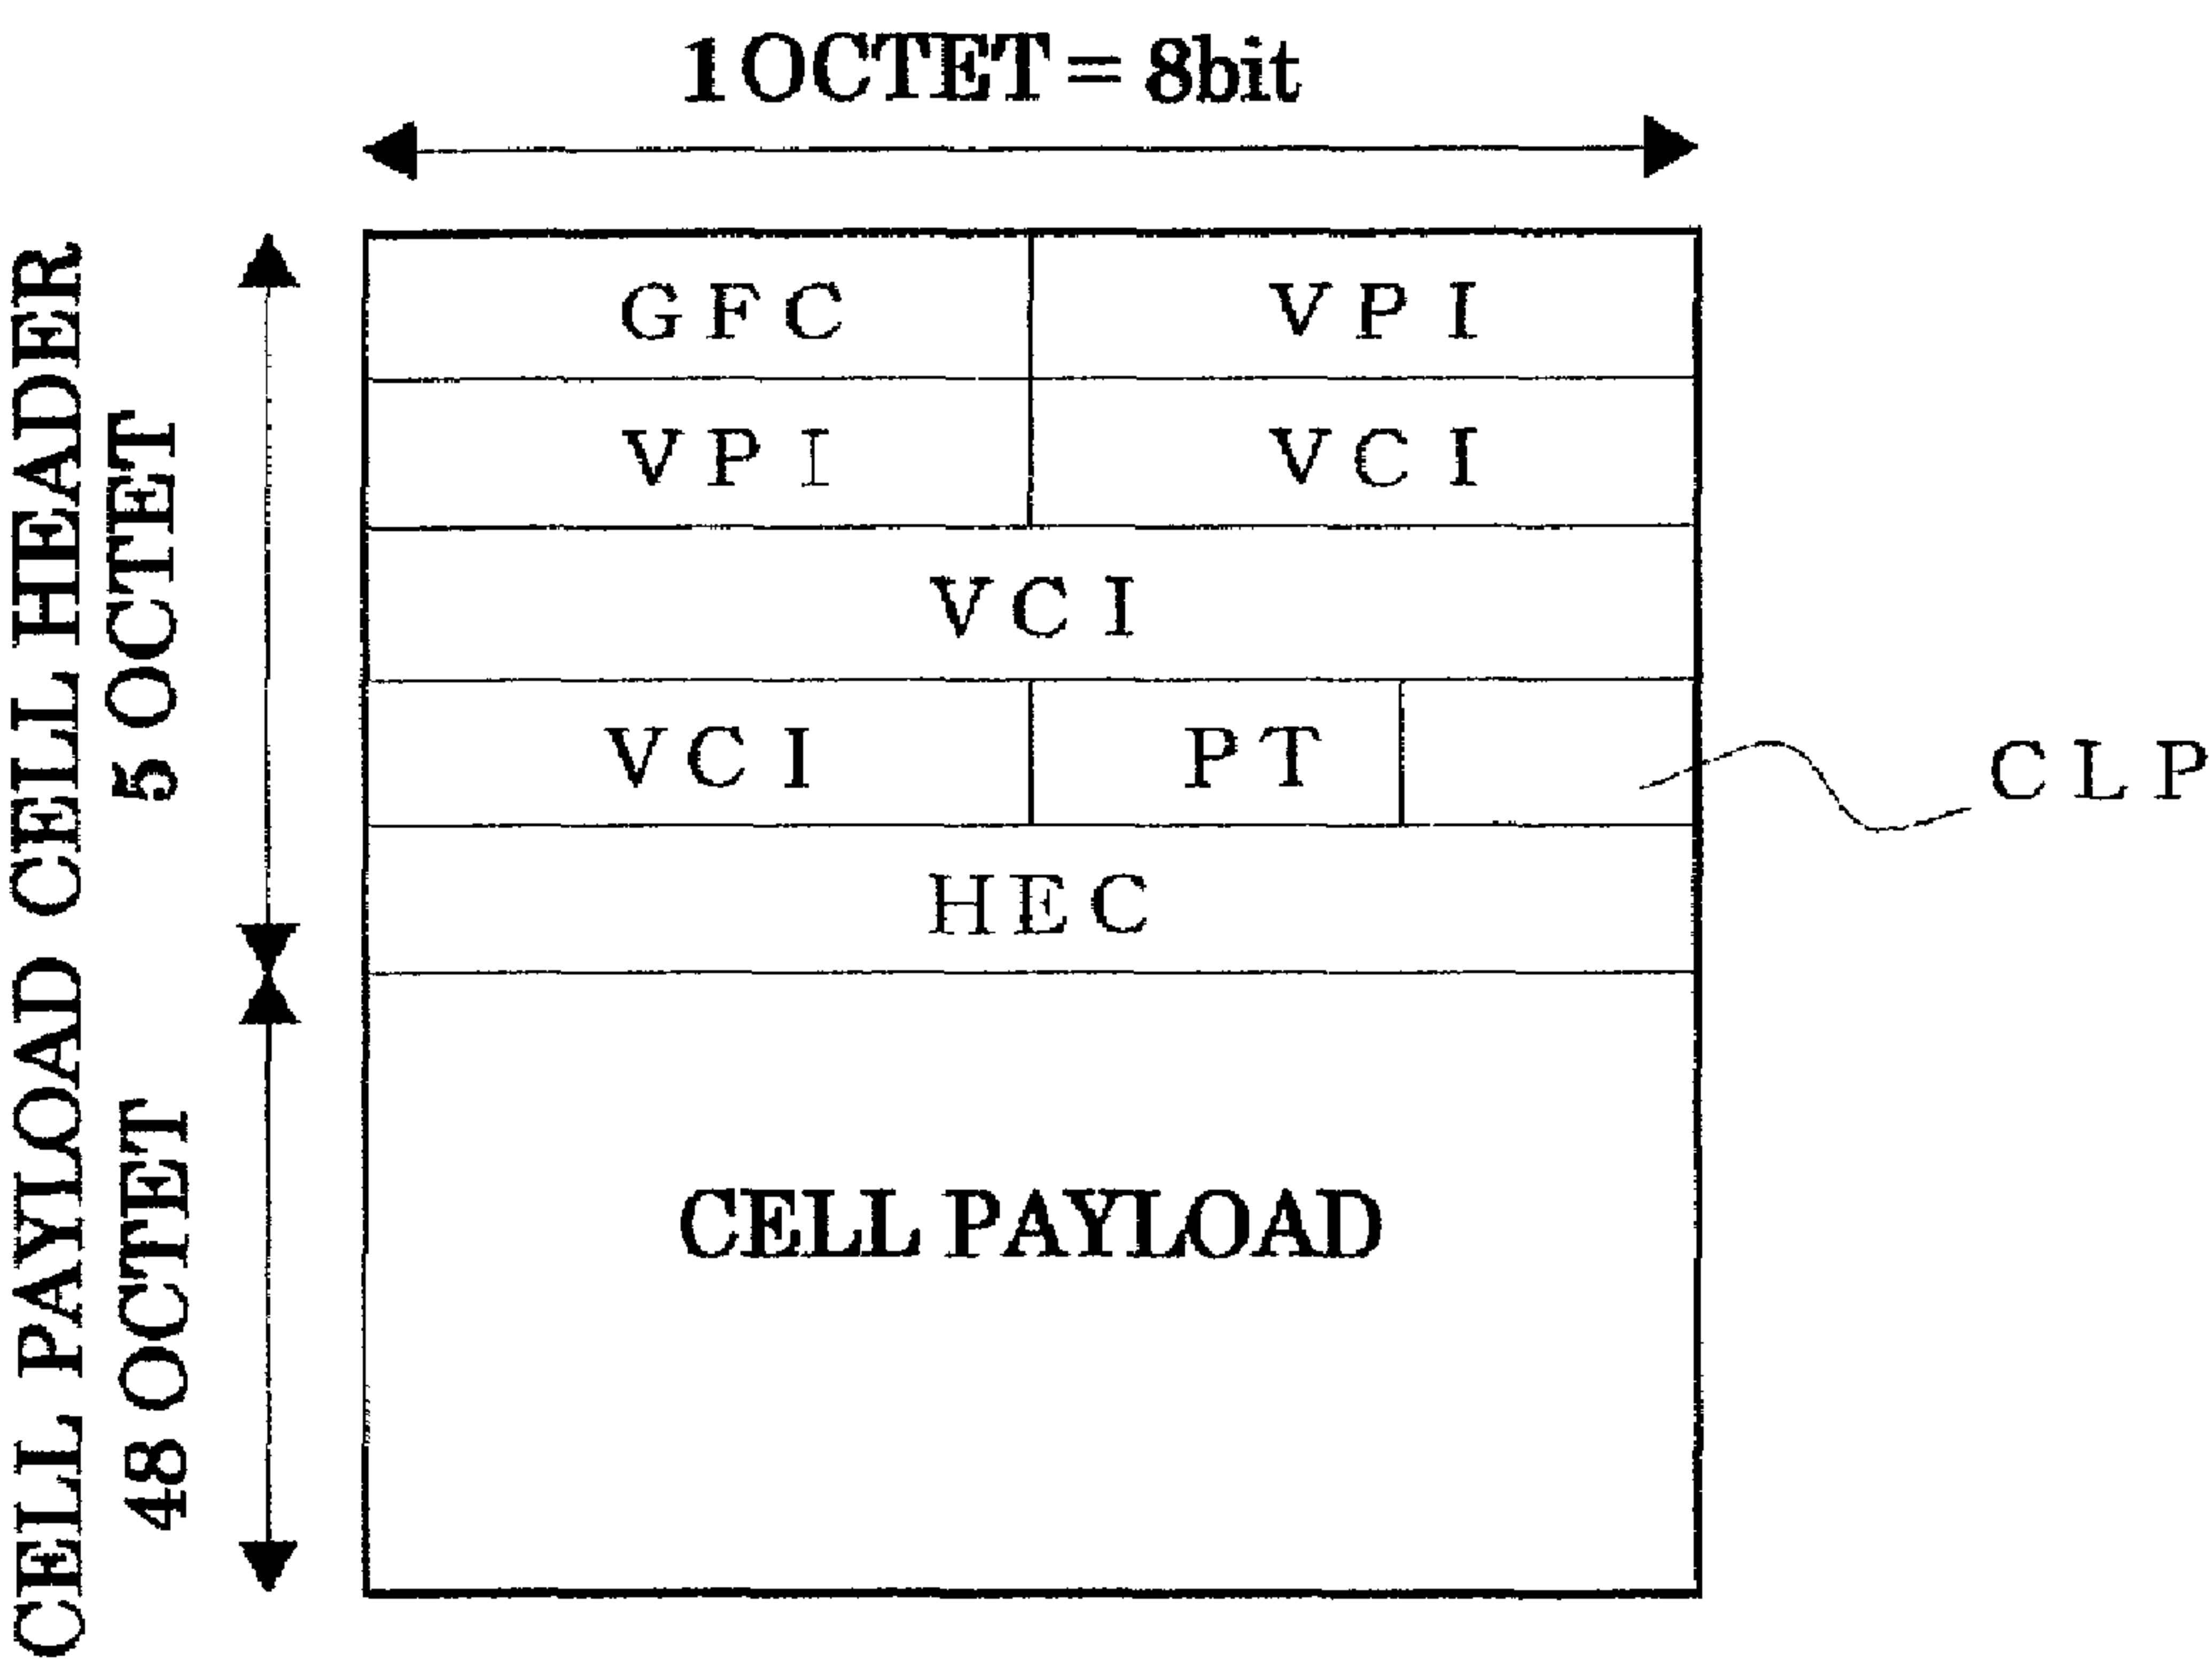 1 OCTET = 8bit
CELL HEADER
5 OCTET
GFC VPI
VPI VCI
VCI
VCI PT CLP
HEC
CELL PAYLOAD
48 OCTET
CELL PAYLOAD